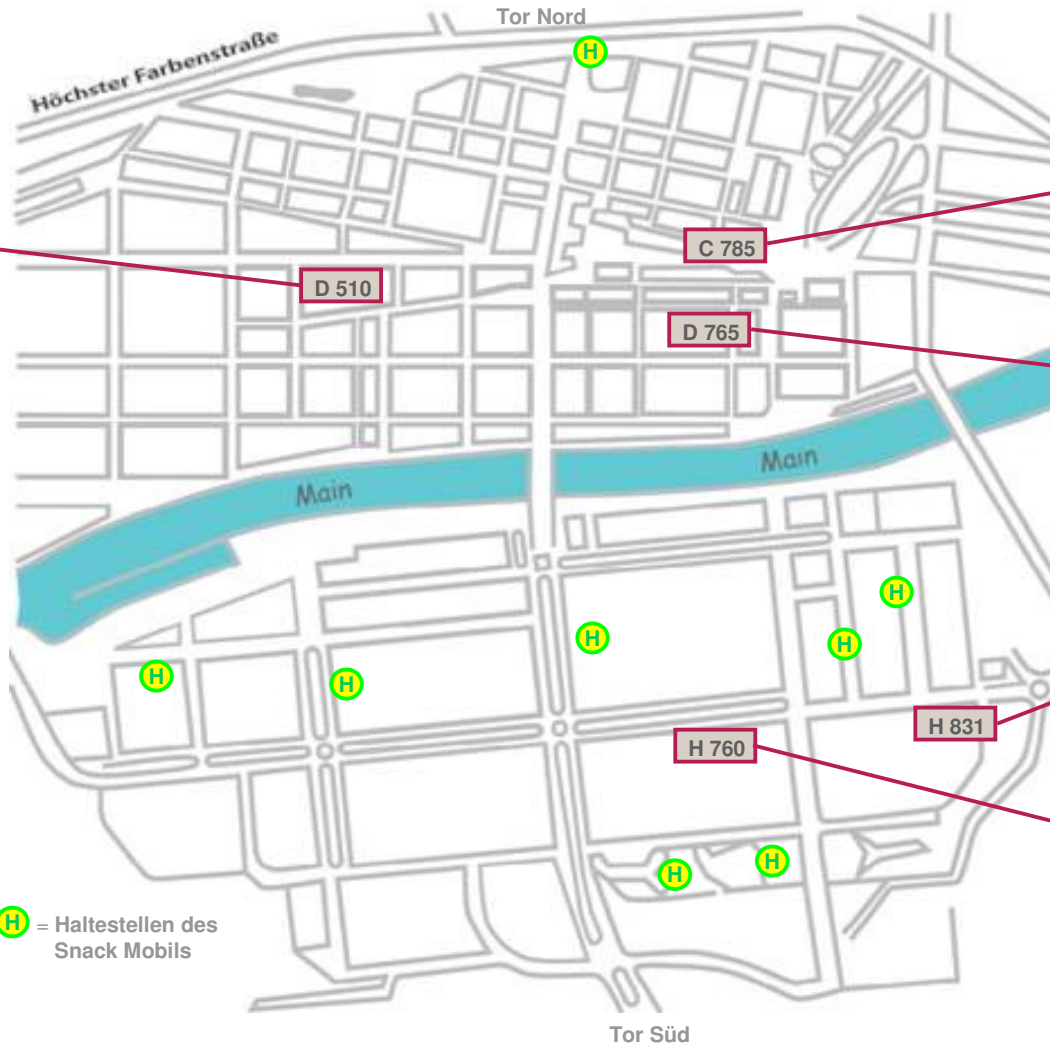 Tor Nord
H
Höchster Farbenstraße
C 785
D 510
D 765
Main
Main
H
H
H
H
H
H 831
H 760
H
H
H = Haltestellen des
Snack Mobils
Tor Süd